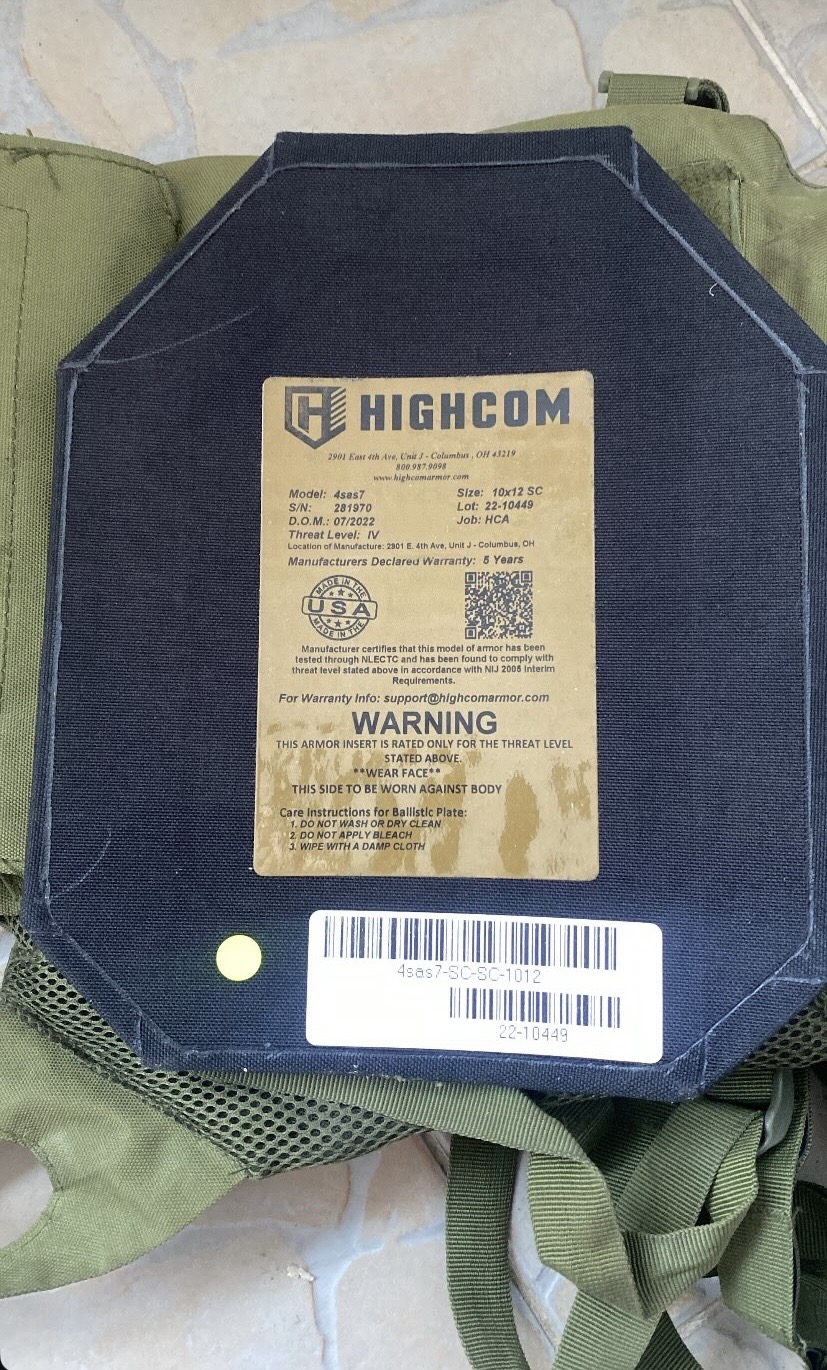 HIGHCOM
2901 East 4th Ave, Unit J - Columbus , OH 43219
800.987.9098
www.highcomarmor.com
Model: 4sas7 Size: 10x12 SC
S/N: 281970 Lot: 22-10449
D.O.M.: 07/2022 Job: HCA
Threat Level: IV
Location of Manufacture: 2901 E. 4th Ave, Unit J - Columbus, OH
Manufacturers Declared Warranty: 5 Years
MADE IN THE
USA
MADE IN THE
Manufacturer certifies that this model of armor has been
tested through NLECTC and has been found to comply with
threat level stated above in accordance with NIJ 2005 Interim
Requirements.
For Warranty Info: support@highcomarmor.com
WARNING
THIS ARMOR INSERT IS RATED ONLY FOR THE THREAT LEVEL
STATED ABOVE.
**WEAR FACE**
THIS SIDE TO BE WORN AGAINST BODY
Care Instructions for Ballistic Plate:
1. DO NOT WASH OR DRY CLEAN
2. DO NOT APPLY BLEACH
3. WIPE WITH A DAMP CLOTH
4sas7-SC-SC-1012
22-10449